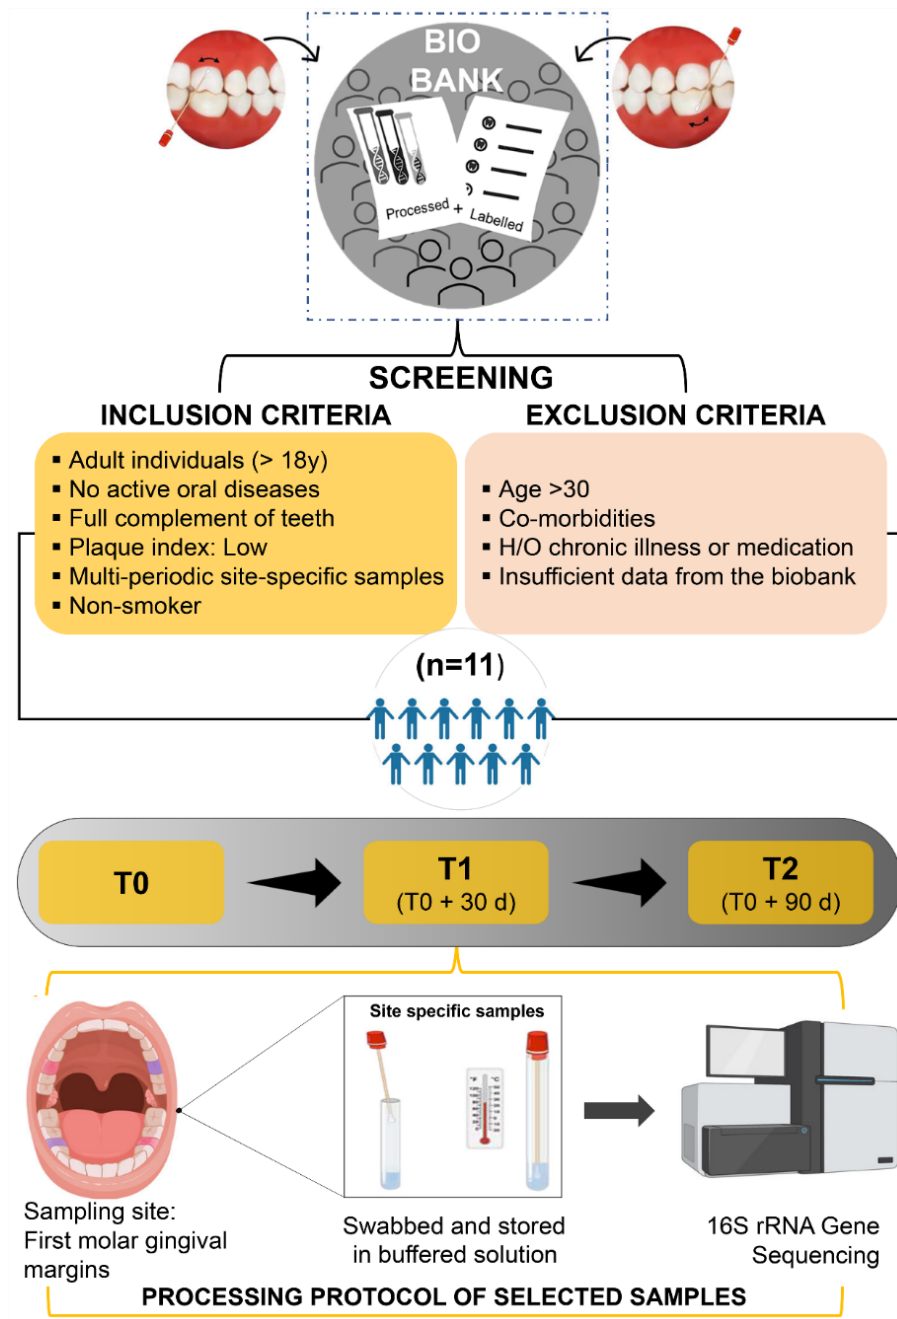 BIO
BANK
Processed + Labelled
SCREENING
INCLUSION CRITERIA
▪ Adult individuals (> 18y)
▪ No active oral diseases
▪ Full complement of teeth
▪ Plaque index: Low
▪ Multi-periodic site-specific samples
▪ Non-smoker
EXCLUSION CRITERIA
▪ Age >30
▪ Co-morbidities
▪ H/O chronic illness or medication
▪ Insufficient data from the biobank
(n=11)
T0
T1
(T0 + 30 d)
T2
(T0 + 90 d)
Site specific samples
°F
°C
Sampling site:
First molar gingival
margins
Swabbed and stored
in buffered solution
16S rRNA Gene
Sequencing
PROCESSING PROTOCOL OF SELECTED SAMPLES